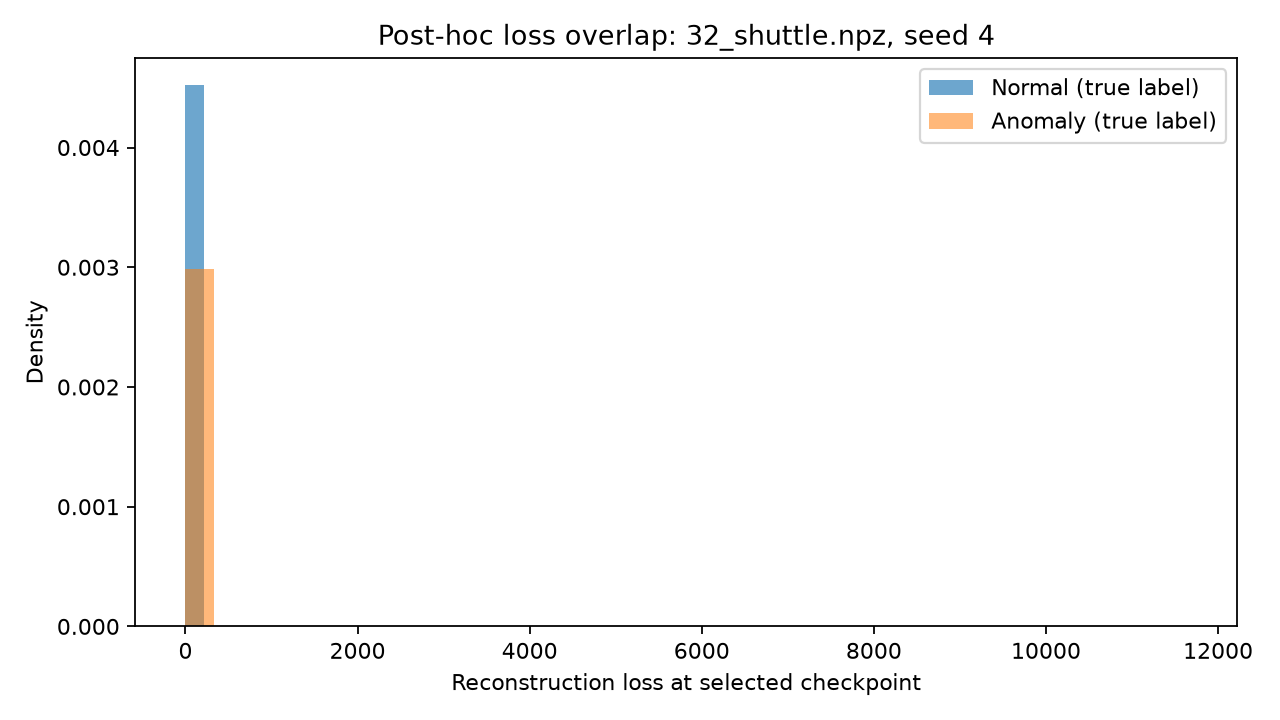 Post-hoc loss overlap: 32_shuttle.npz, seed 4
Normal (true label)
Anomaly (true label)
Density
0.004
0.003
0.002
0.001
0.000
0 2000 4000 6000 8000 10000 12000
Reconstruction loss at selected checkpoint